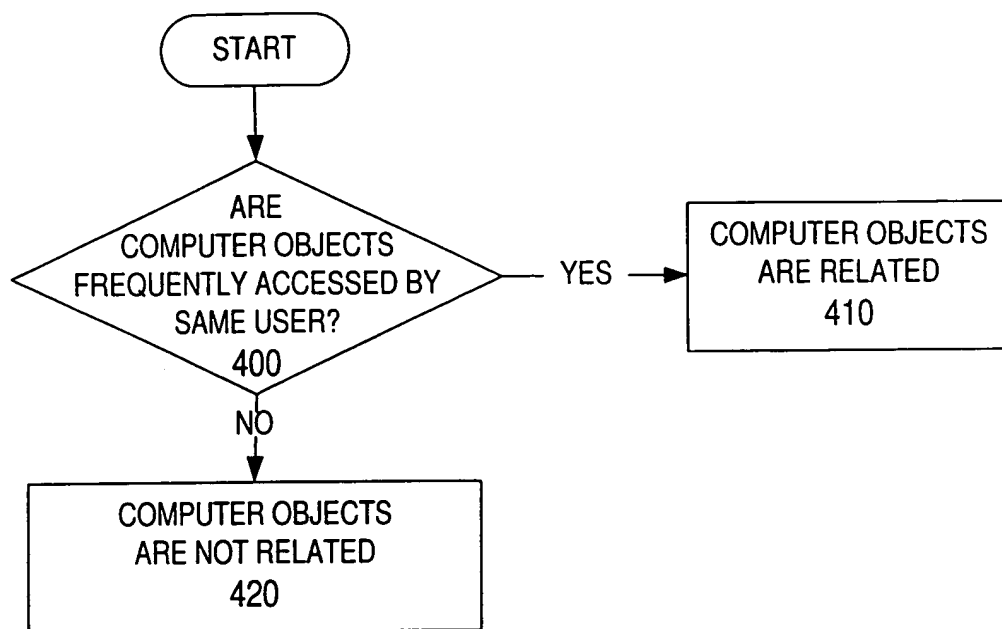 START
ARE
COMPUTER OBJECTS
FREQUENTLY ACCESSED BY
SAME USER?
400
YES
COMPUTER OBJECTS
ARE RELATED
410
NO
COMPUTER OBJECTS
ARE NOT RELATED
420